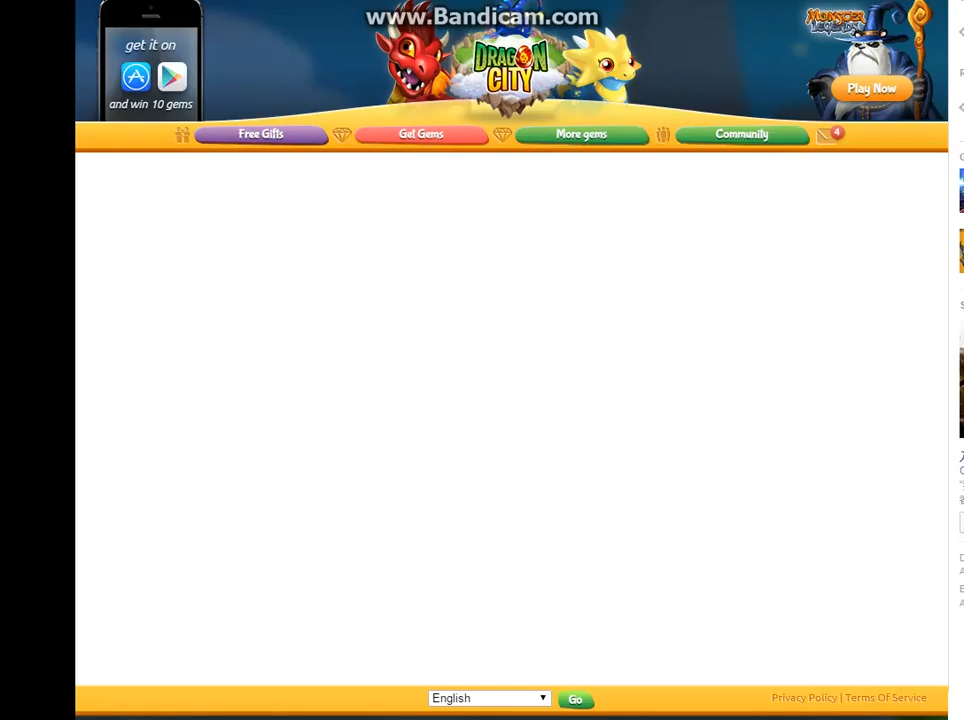 www.Bandicam.com
get it on
and win 10 gems
DRAGON
CITY
MONSTER
LEGENDS
Play Now
Free Gifts
Get Gems
More gems
Community
4
English
Go
Privacy Policy | Terms Of Service